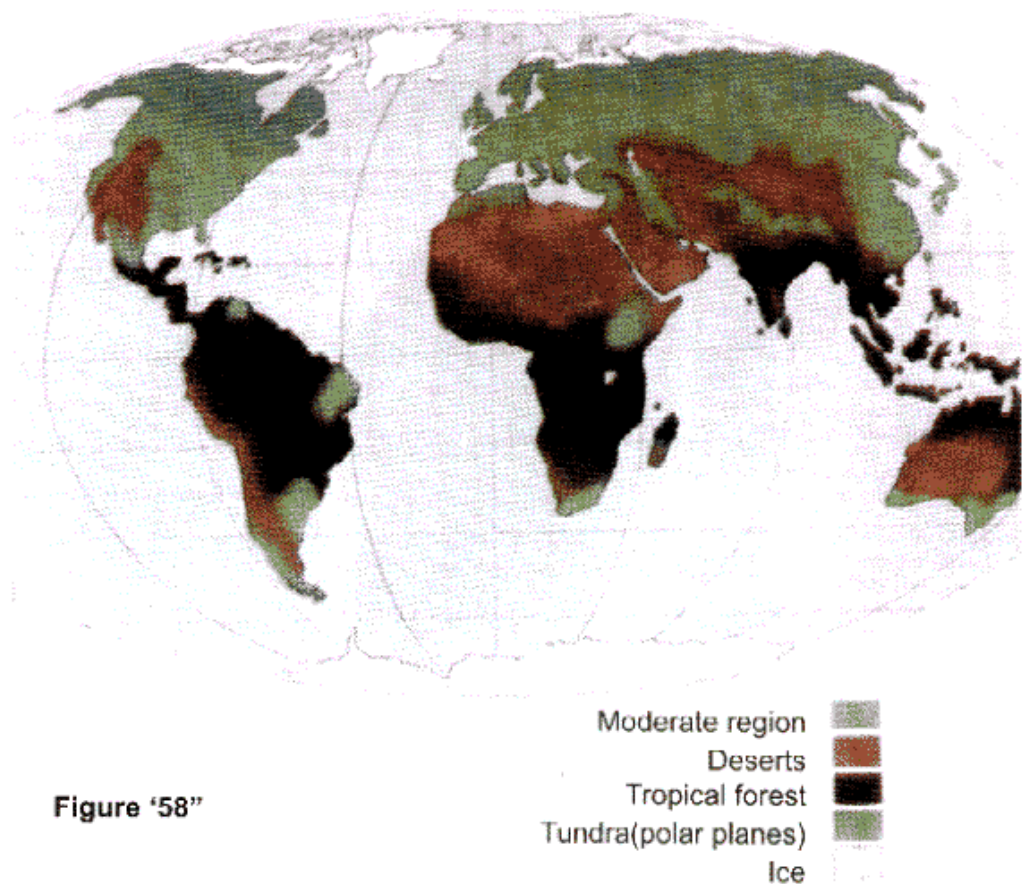 Moderate region
Deserts
Tropical forest
Tundra(polar planes)
Ice
Figure ‘58”